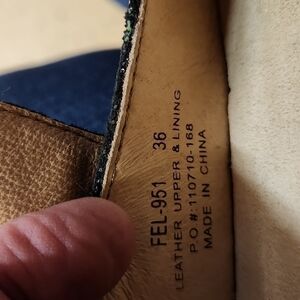 FEL-951 36
LEATHER UPPER & LINING
P.O#:110710-168
MADE IN CHINA